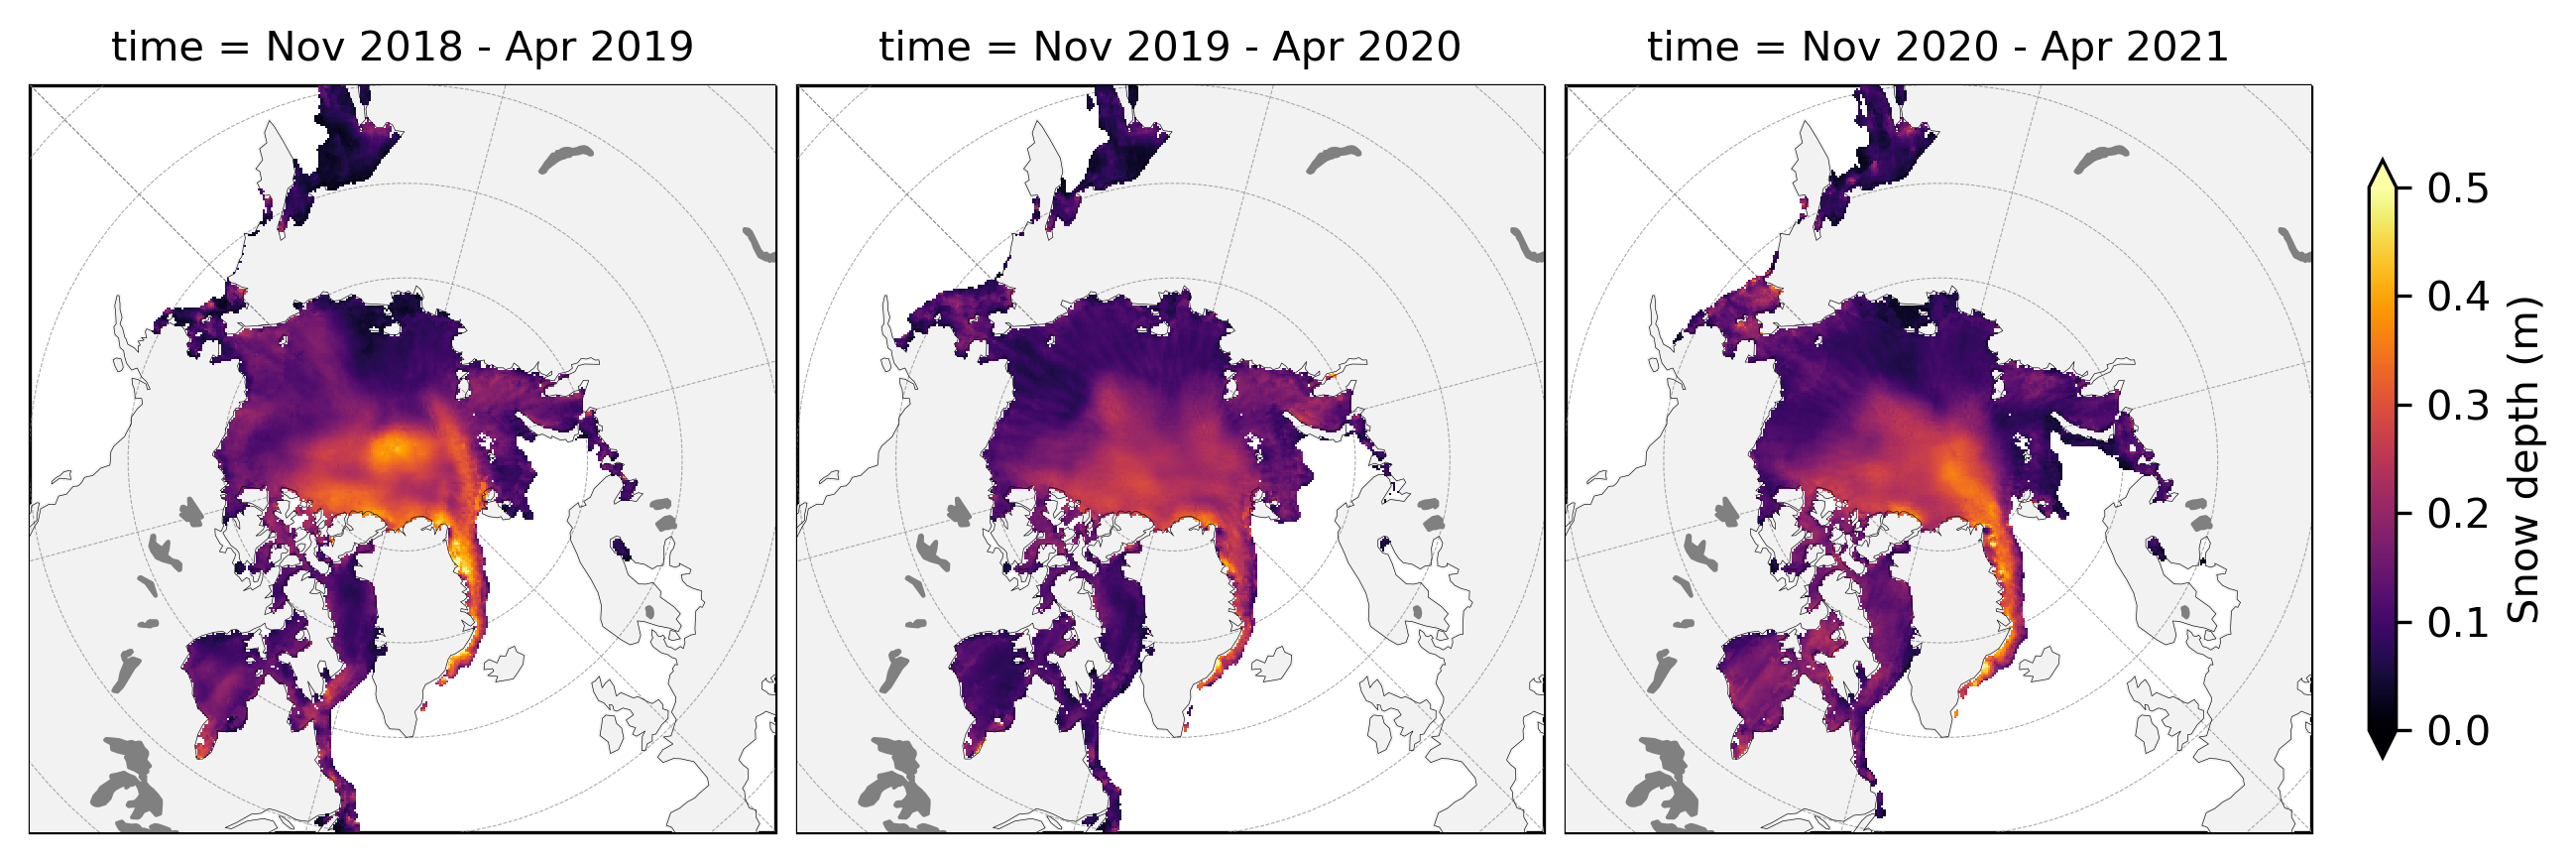 time = Nov 2018 - Apr 2019
time = Nov 2019 - Apr 2020
time = Nov 2020 - Apr 2021
0.5
0.4
0.3
0.2
0.1
0.0
Snow depth (m)